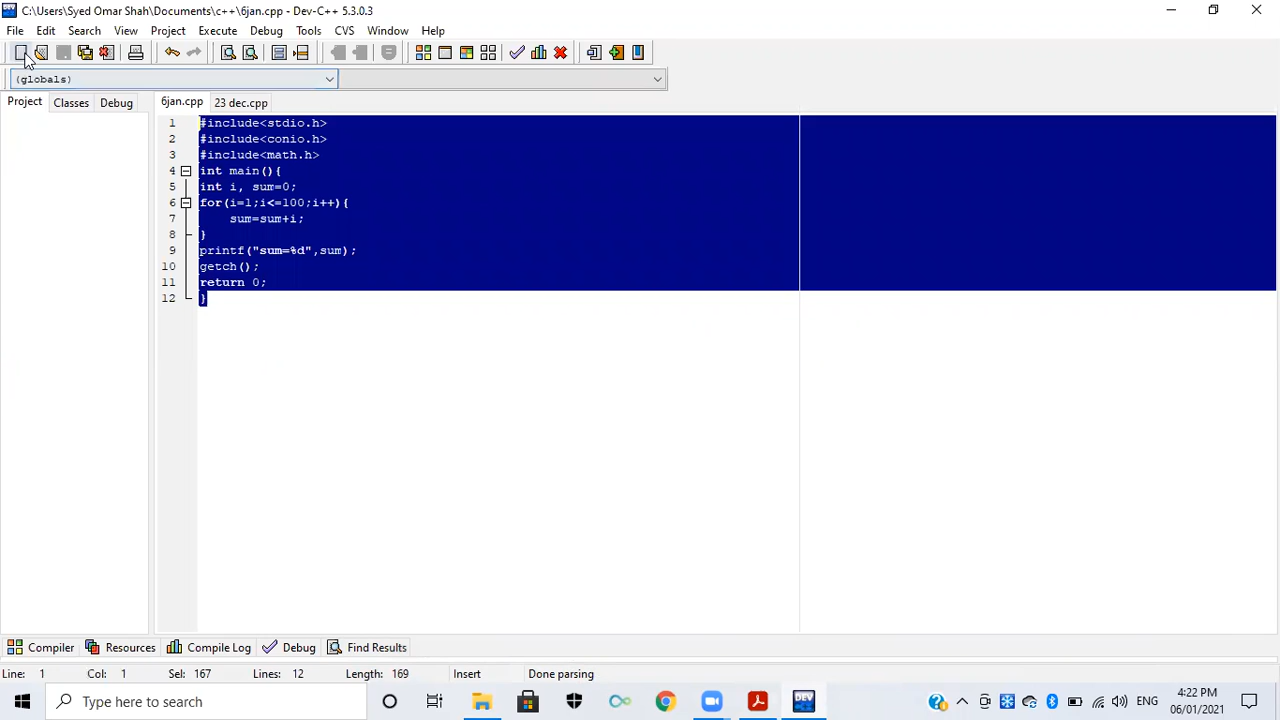 C:\Users\Syed Omar Shah\Documents\c++\6jan.cpp - Dev-C++ 5.3.0.3
File Edit Search View Project Execute Debug Tools CVS Window Help
(globals)
Project Classes Debug 6jan.cpp 23 dec.cpp
1 #include<stdio.h>
2 #include<conio.h>
3 #include<math.h>
4 int main(){
5 int i, sum=0;
6 for(i=1;i<=100;i++){
7 sum=sum+i;
8 }
9 printf("sum=%d",sum);
10 getch();
11 return 0;
12 }
Compiler Resources Compile Log Debug Find Results
Line: 1 Col: 1 Sel: 167 Lines: 12 Length: 169 Insert Done parsing
Type here to search DEV ENG 4:22 PM
06/01/2021